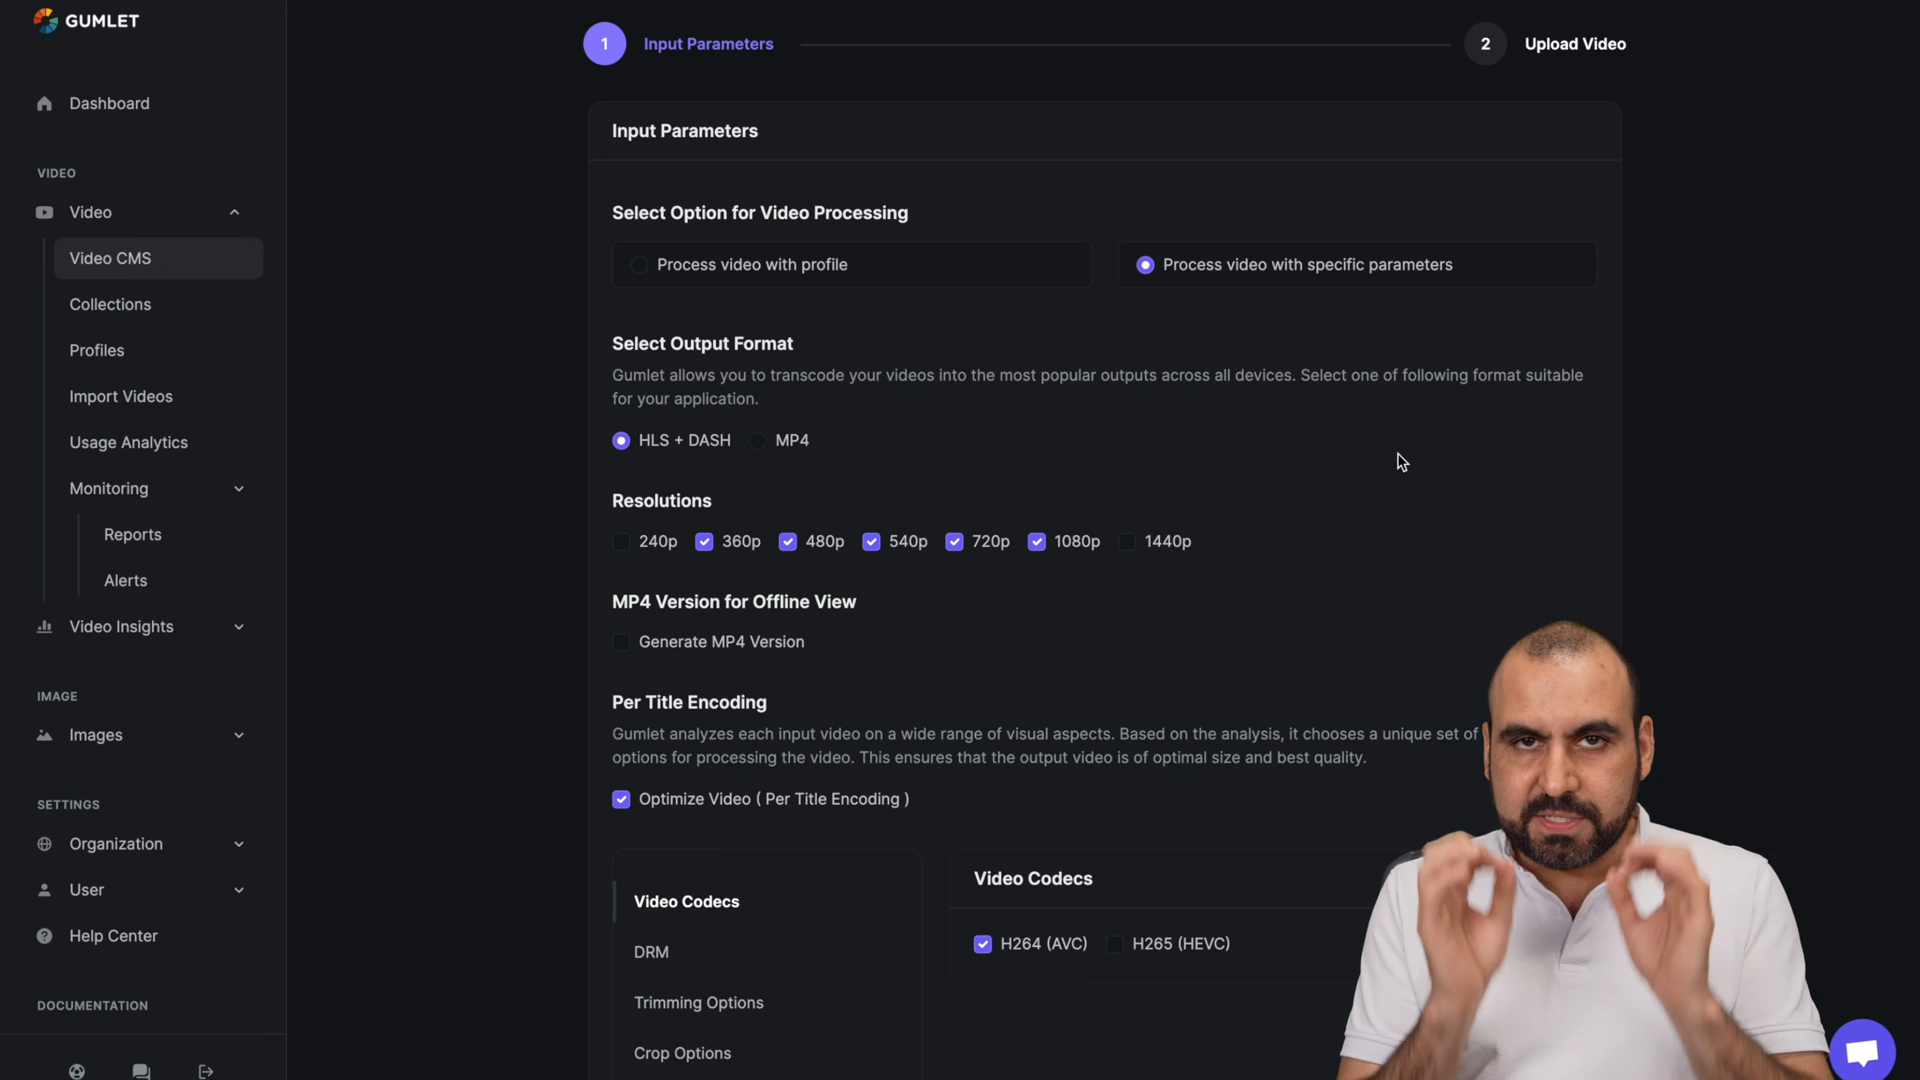 GUMLET
Dashboard
VIDEO
Video
Video CMS
Collections
Profiles
Import Videos
Usage Analytics
Monitoring
Reports
Alerts
Video Insights
IMAGE
Images
SETTINGS
Organization
User
Help Center
DOCUMENTATION
1 Input Parameters
2 Upload Video
Input Parameters
Select Option for Video Processing
Process video with profile
Process video with specific parameters
Select Output Format
Gumlet allows you to transcode your videos into the most popular outputs across all devices. Select one of following format suitable
for your application.
HLS + DASH MP4
Resolutions
240p 360p 480p 540p 720p 1080p 1440p
MP4 Version for Offline View
Generate MP4 Version
Per Title Encoding
Gumlet analyzes each input video on a wide range of visual aspects. Based on the analysis, it chooses a unique set of
options for processing the video. This ensures that the output video is of optimal size and best quality.
Optimize Video ( Per Title Encoding )
Video Codecs
DRM
Trimming Options
Crop Options
Video Codecs
H264 (AVC) H265 (HEVC)